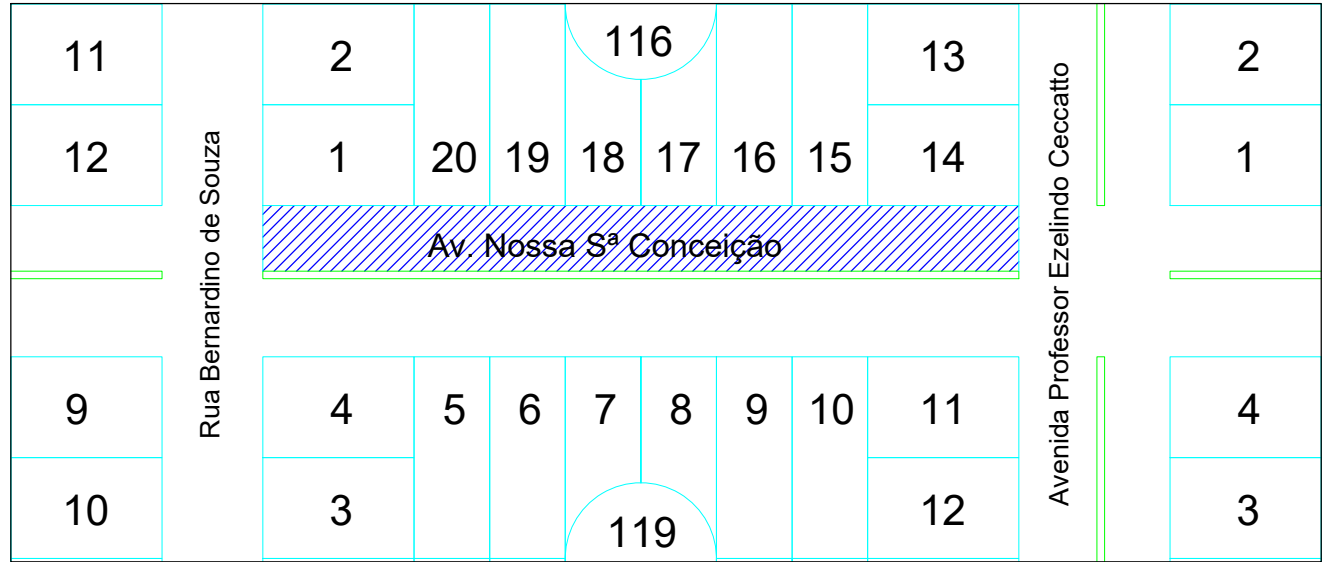 11 2 116 13 2
12 1 20 19 18 17 16 15 14 1
Rua Bernardino de Souza
Avenida Professor Ezelindo Ceccatto
Av. Nossa Sª Conceição
9 4 5 6 7 8 9 10 11 4
10 3 119 12 3